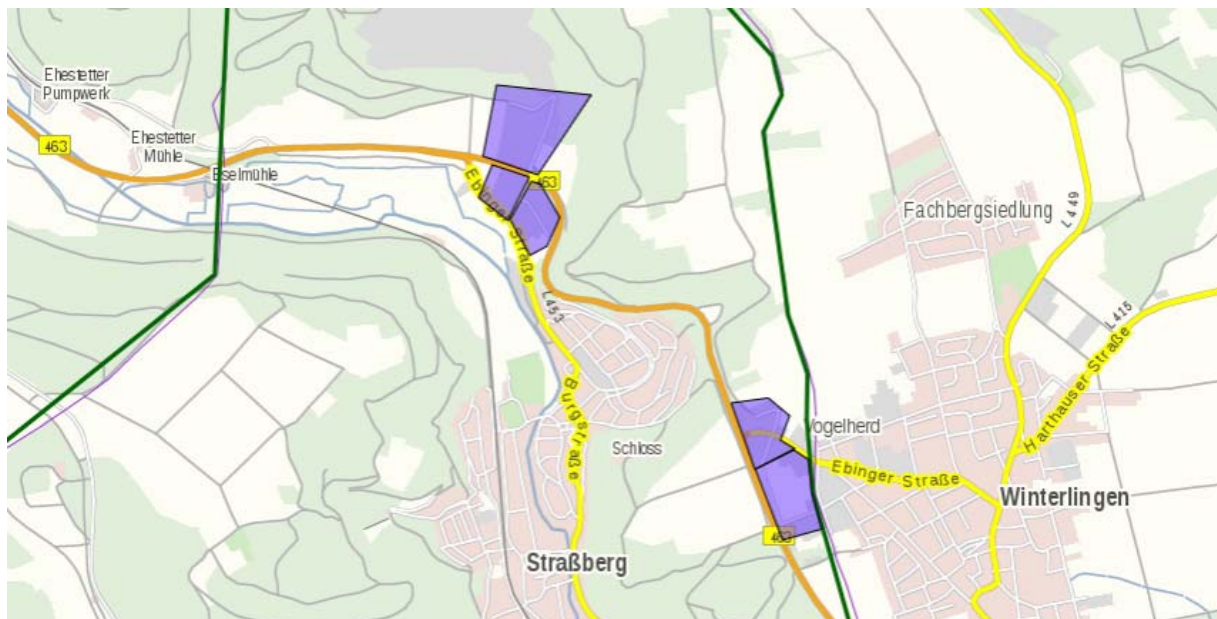 Ehestetter
Pumpwerk
463
Ehestetter
Mühle
Eselmühle
463
Ebinger Straße
Fachbergsiedlung
L 449
L453
L 415
Harthauser Straße
Burgstraße
Schloss
Vogelherd
Ebinger Straße
Winterlingen
463
Straßberg